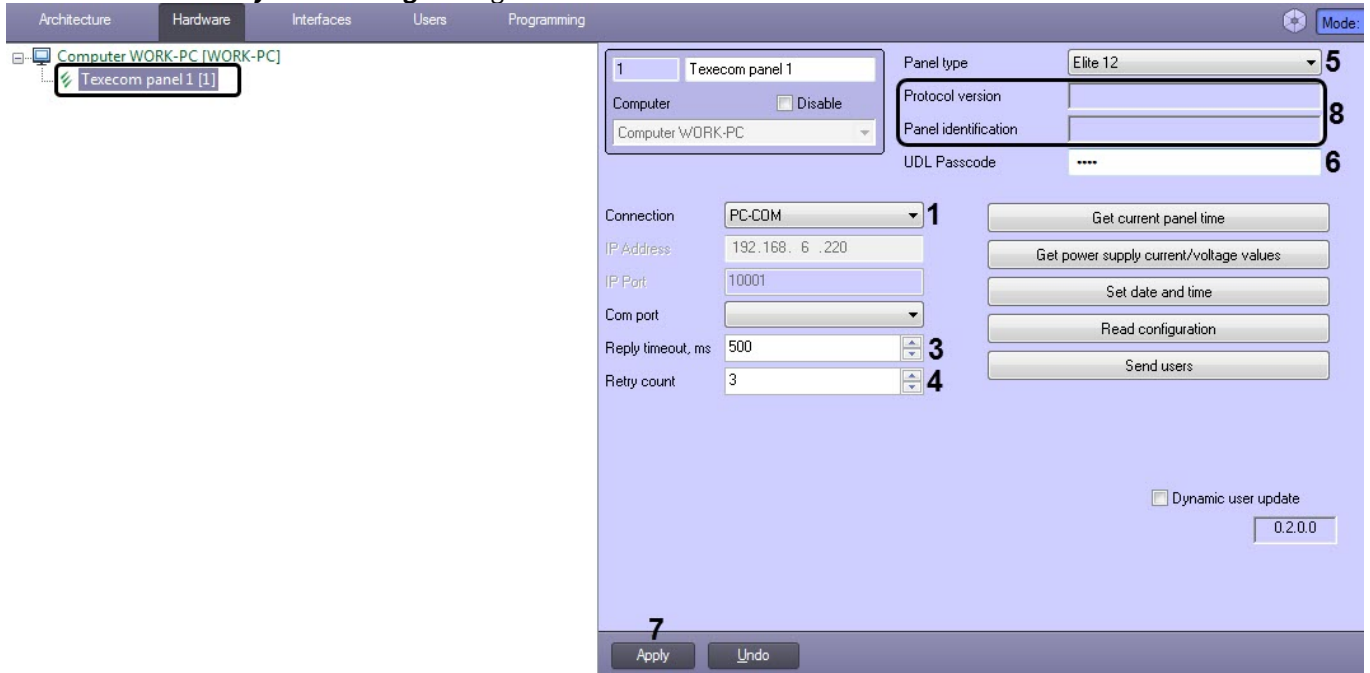 Architecture Hardware Interfaces Users Programming Mode:
Computer WORK-PC [WORK-PC]
Texecom panel 1 [1]
1 Texecom panel 1
Computer Disable
Computer WORK-PC
Panel type Elite 12 5
Protocol version
Panel identification
8
UDL Passcode •••• 6
Connection PC-COM 1
IP Address 192.168. 6 .220
IP Port 10001
Com port
Reply timeout, ms 500 3
Retry count 3 4
Get current panel time
Get power supply current/voltage values
Set date and time
Read configuration
Send users
Dynamic user update
0.2.0.0
7
Apply Undo